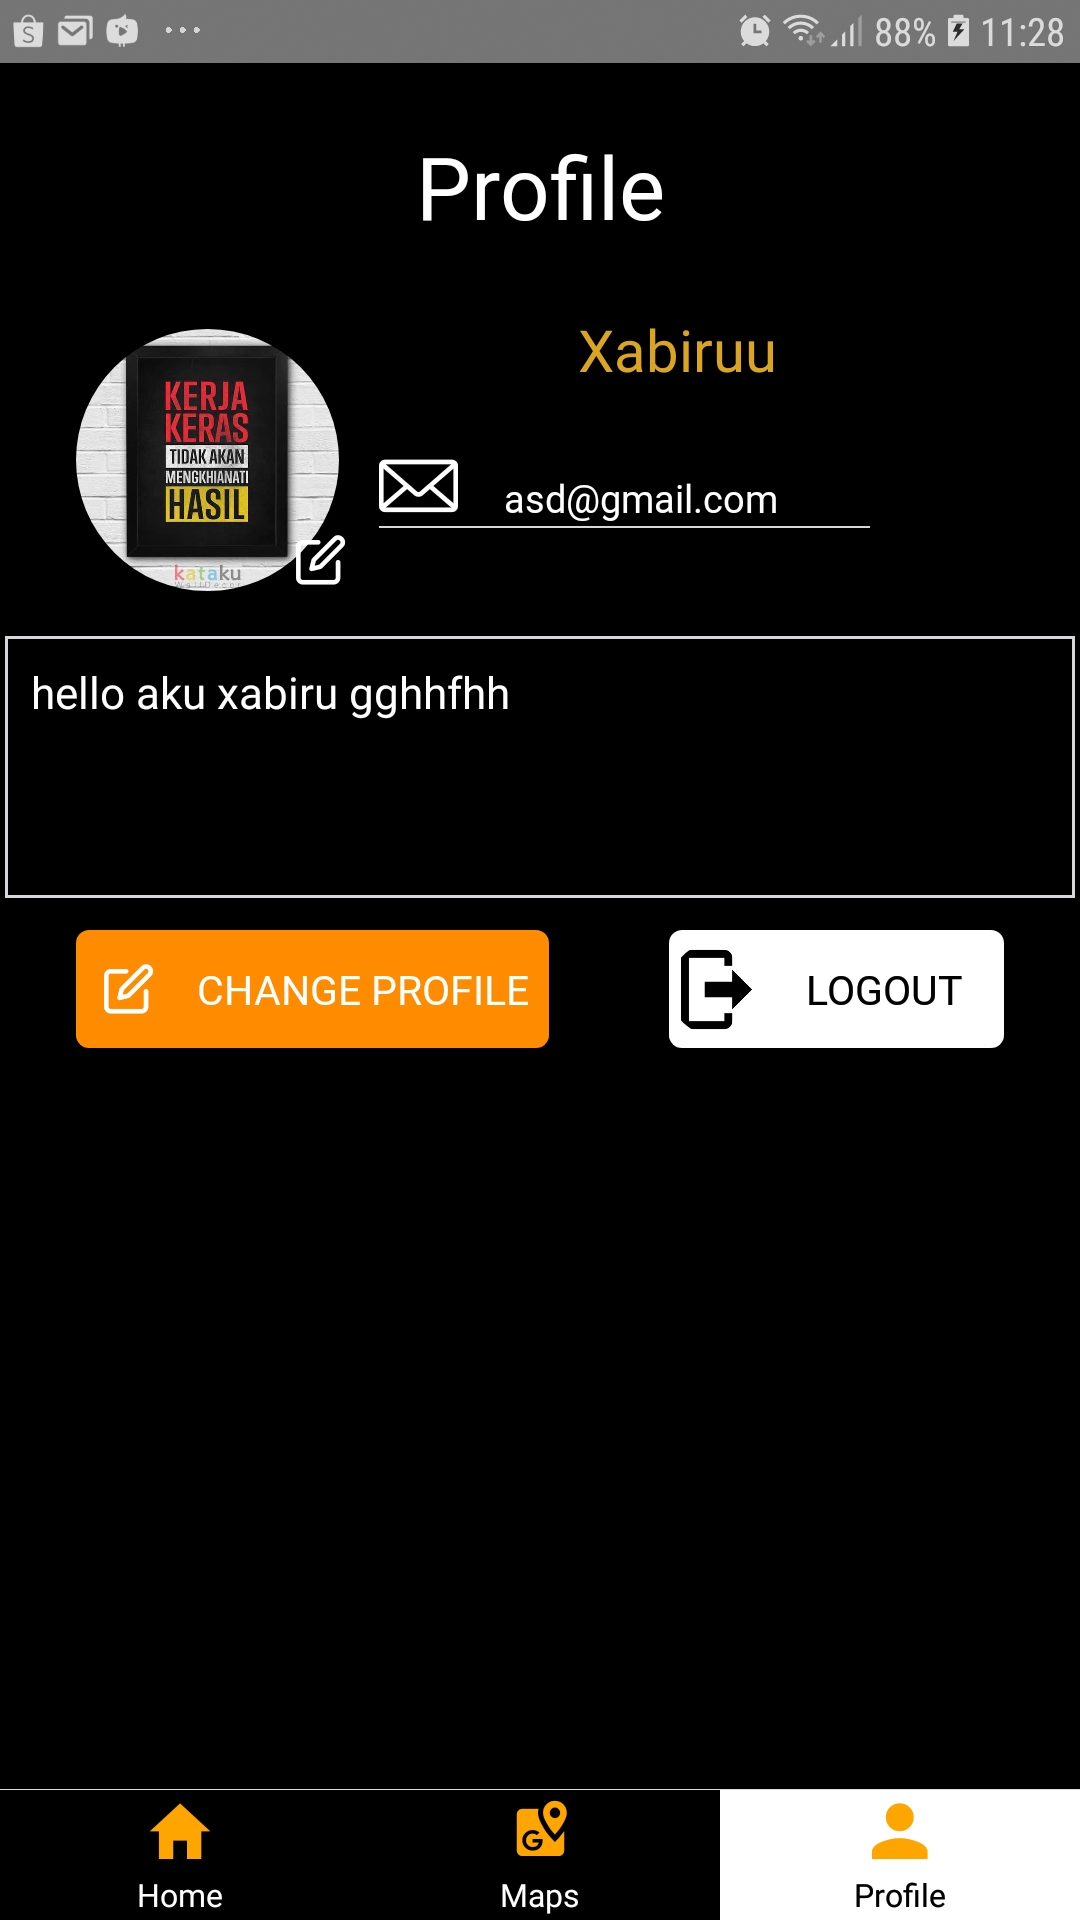 88% 11:28
Profile
Xabiruu
KERJA
KERAS
TIDAK AKAN
MENGKHIANATI
HASIL
kataku
asd@gmail.com
hello aku xabiru gghhfhh
CHANGE PROFILE
LOGOUT
Home
Maps
Profile